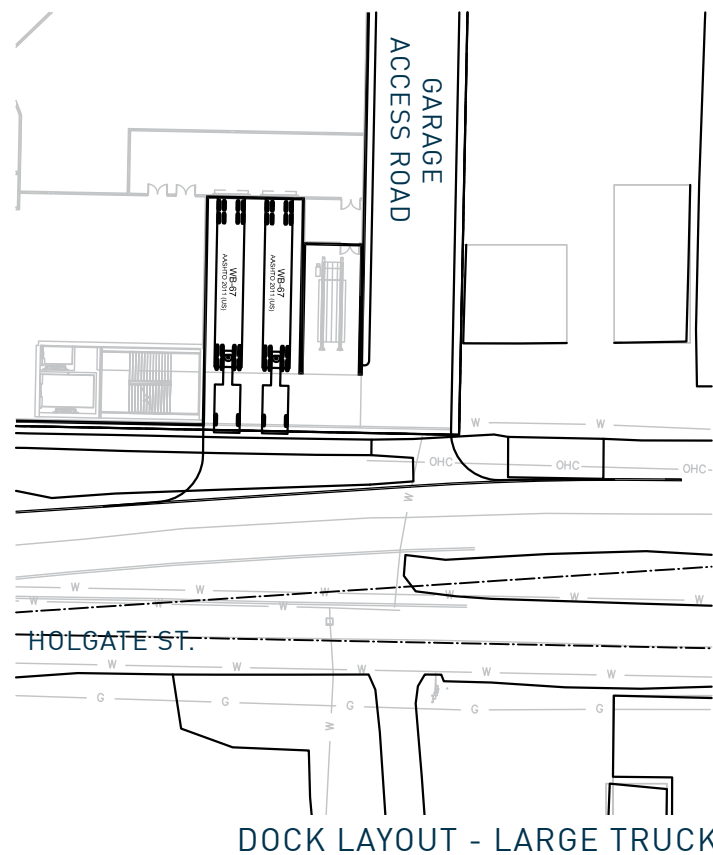 GARAGE
ACCESS ROAD
WB-67
AASHTO 2011 (US)
WB-67
AASHTO 2011 (US)
W
W
OHC
OHC
OHC
W
W
W
W
W
W
W
W
W
W
HOLGATE ST.
W
W
W
W
W
G
G
G
G
G
W
DOCK LAYOUT - LARGE TRUCK